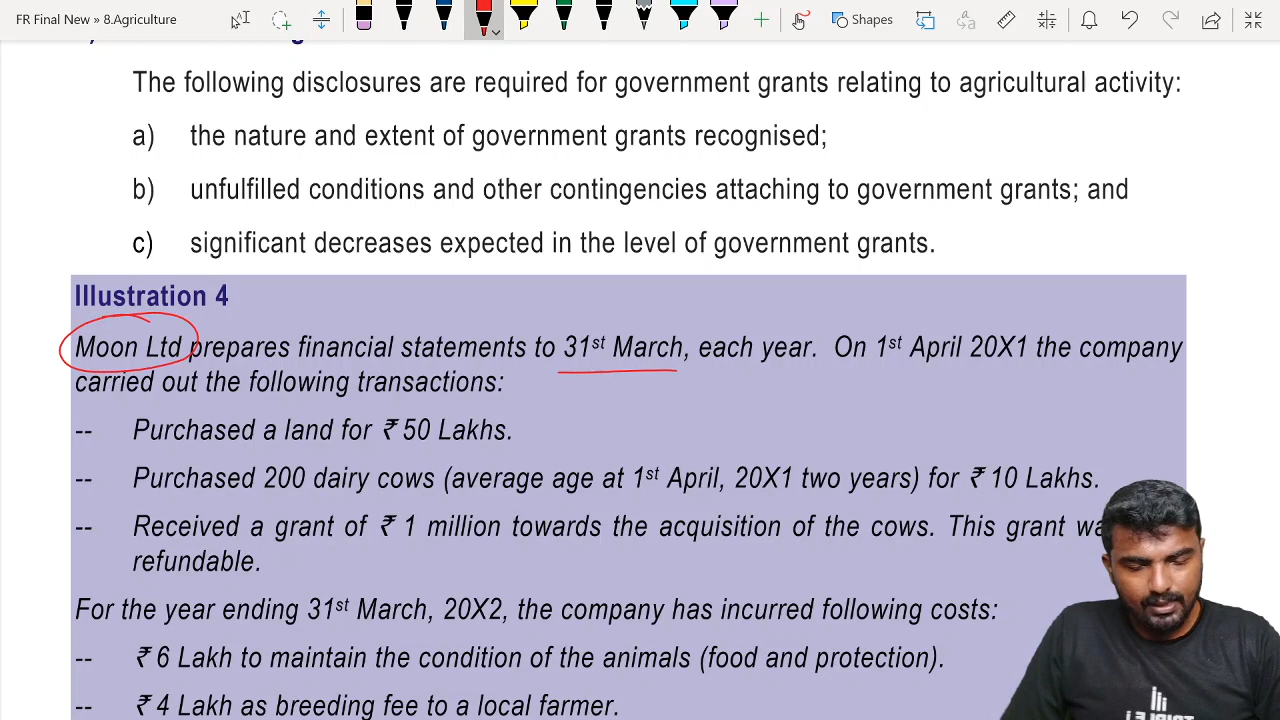 FR Final New » 8.Agriculture
Shapes
The following disclosures are required for government grants relating to agricultural activity:
a) the nature and extent of government grants recognised;
b) unfulfilled conditions and other contingencies attaching to government grants; and
c) significant decreases expected in the level of government grants.
Illustration 4
Moon Ltd prepares financial statements to 31st March, each year. On 1st April 20X1 the company
carried out the following transactions:
-- Purchased a land for ₹ 50 Lakhs.
-- Purchased 200 dairy cows (average age at 1st April, 20X1 two years) for ₹ 10 Lakhs.
-- Received a grant of ₹ 1 million towards the acquisition of the cows. This grant
refundable.
For the year ending 31st March, 20X2, the company has incurred following costs:
-- ₹ 6 Lakh to maintain the condition of the animals (food and protection).
-- ₹ 4 Lakh as breeding fee to a local farmer.